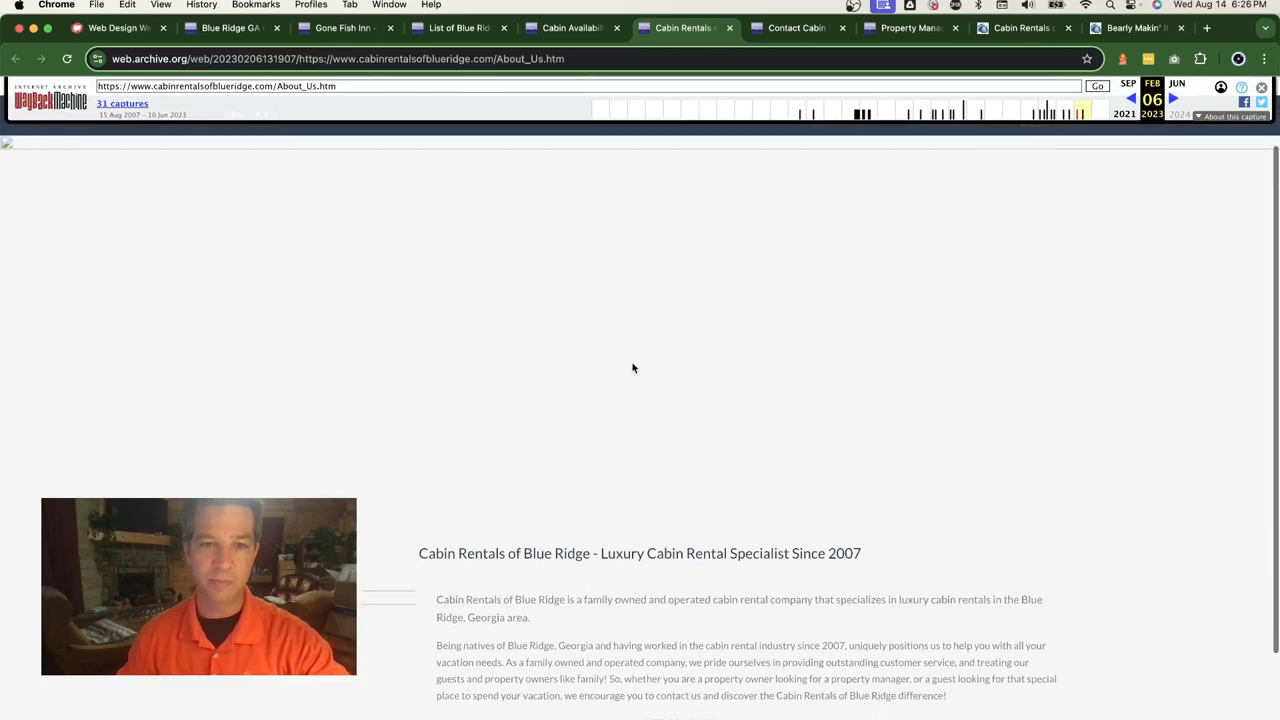 Chrome File Edit View History Bookmarks Profiles Tab Window Help Wed Aug 14 6:26 PM
Web Design We Blue Ridge GA Gone Fish Inn - List of Blue Rid Cabin Availabil Cabin Rentals Contact Cabin Property Mana Cabin Rentals Bearly Makin' It
web.archive.org/web/20230206131907/https://www.cabinrentalsofblueridge.com/About_Us.htm
INTERNET ARCHIVE
WayBackMachine
https://www.cabinrentalsofblueridge.com/About_Us.htm
Go
31 captures
15 Aug 2007 - 10 Jun 2023
SEP FEB JUN
06
2021 2023 2024
About this capture
Cabin Rentals of Blue Ridge - Luxury Cabin Rental Specialist Since 2007
Cabin Rentals of Blue Ridge is a family owned and operated cabin rental company that specializes in luxury cabin rentals in the Blue
Ridge, Georgia area.
Being natives of Blue Ridge, Georgia and having worked in the cabin rental industry since 2007, uniquely positions us to help you with all your
vacation needs. As a family owned and operated company, we pride ourselves in providing outstanding customer service, and treating our
guests and property owners like family! So, whether you are a property owner looking for a property manager, or a guest looking for that special
place to spend your vacation, we encourage you to contact us and discover the Cabin Rentals of Blue Ridge difference!